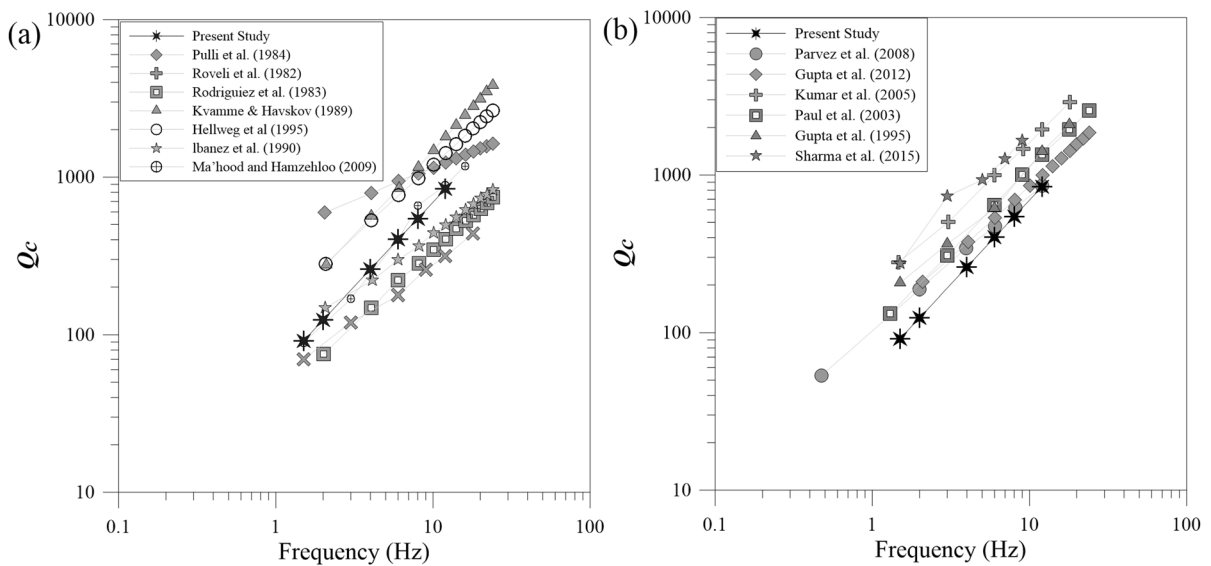 (a)
10000
1000
100
10
Qc
0.1
1
10
100
Frequency (Hz)
Present Study
Pulli et al. (1984)
Roveli et al. (1982)
Rodriguiez et al. (1983)
Kvamme & Havskov (1989)
Hellweg et al (1995)
Ibanez et al. (1990)
Ma'hood and Hamzehloo (2009)
(b)
10000
1000
100
10
Qc
0.1
1
10
100
Frequency (Hz)
Present Study
Parvez et al. (2008)
Gupta et al. (2012)
Kumar et al. (2005)
Paul et al. (2003)
Gupta et al. (1995)
Sharma et al. (2015)